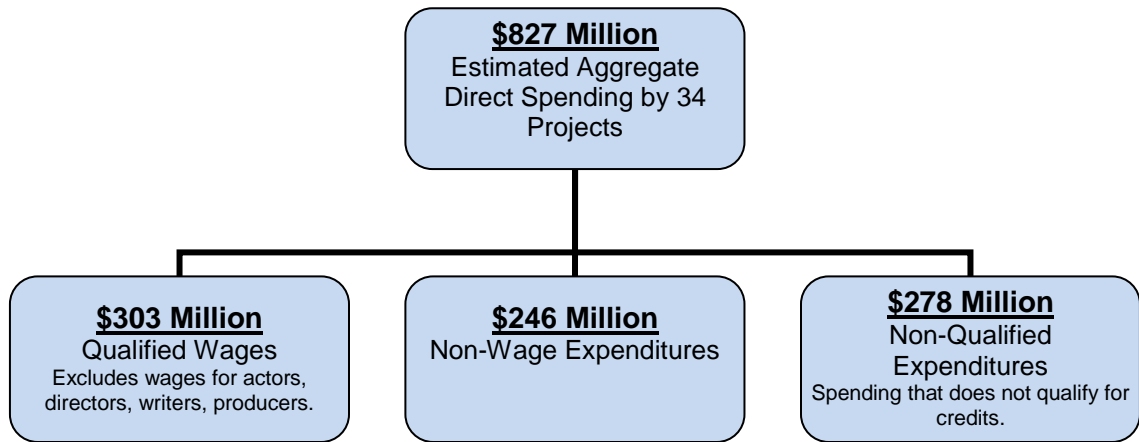 $827 Million
Estimated Aggregate
Direct Spending by 34
Projects
$303 Million
Qualified Wages
Excludes wages for actors,
directors, writers, producers.
$246 Million
Non-Wage Expenditures
$278 Million
Non-Qualified
Expenditures
Spending that does not qualify for
credits.